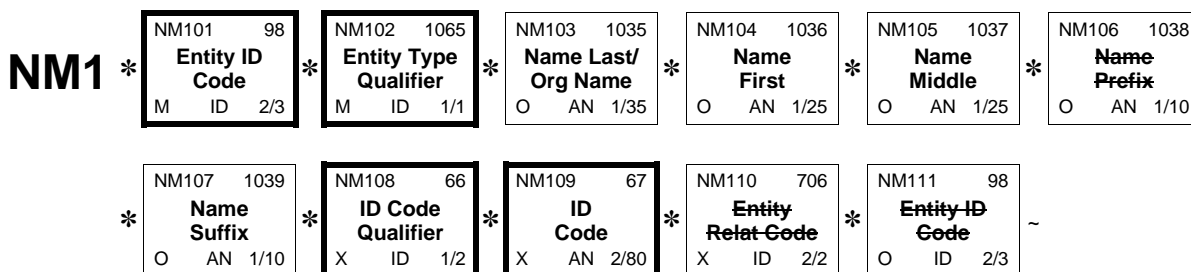 NM1 * NM101 98 * NM102 1065 * NM103 1035 * NM104 1036 * NM105 1037 * NM106 1038
Entity ID Entity Type Name Last/ Name Name Name
Code Qualifier Org Name First Middle Prefix
M ID 2/3 M ID 1/1 O AN 1/35 O AN 1/25 O AN 1/25 O AN 1/10
* NM107 1039 * NM108 66 * NM109 67 * NM110 706 * NM111 98 ~
Name ID Code ID Entity Entity ID
Suffix Qualifier Code Relat Code Code
O AN 1/10 X ID 1/2 X AN 2/80 X ID 2/2 O ID 2/3